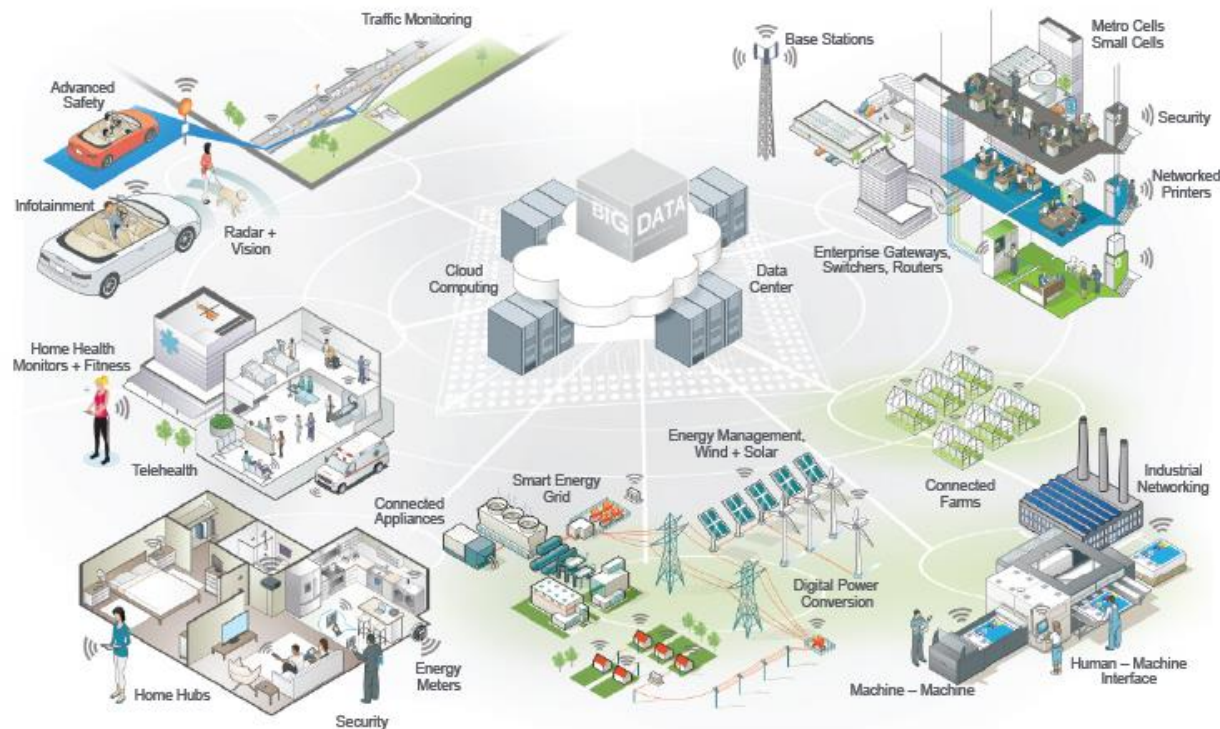 Traffic Monitoring
Advanced
Safety
Infotainment
Radar +
Vision
Base Stations
Metro Cells
Small Cells
Security
Networked
Printers
Enterprise Gateways,
Switchers, Routers
BIG DATA
Cloud
Computing
Data
Center
Home Health
Monitors + Fitness
Telehealth
Connected
Appliances
Smart Energy
Grid
Energy Management,
Wind + Solar
Connected
Farms
Industrial
Networking
Digital Power
Conversion
Home Hubs
Security
Energy
Meters
Machine – Machine
Human – Machine
Interface